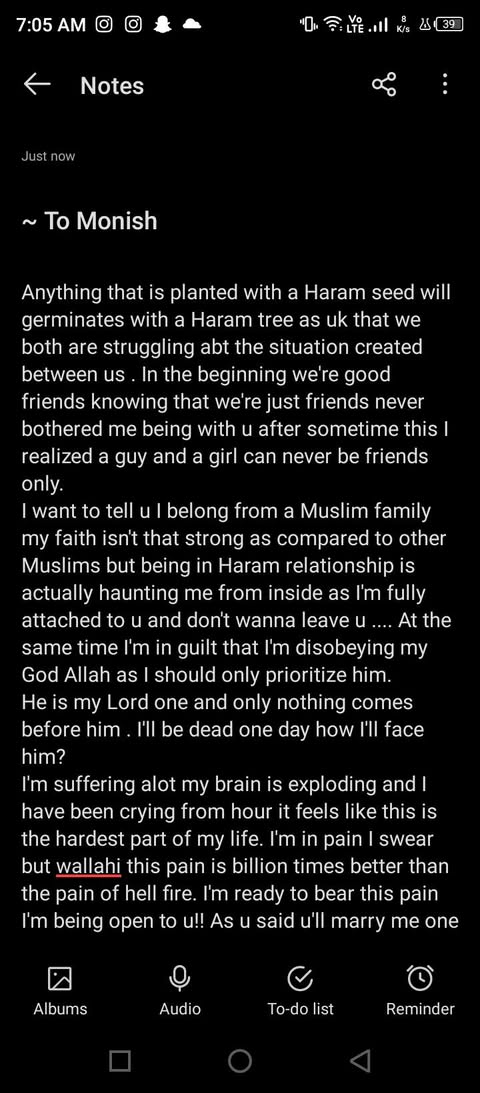 7:05 AM Vo LTE 8 K/s 39
Notes
Just now
~ To Monish
Anything that is planted with a Haram seed will
germinates with a Haram tree as uk that we
both are struggling abt the situation created
between us . In the beginning we're good
friends knowing that we're just friends never
bothered me being with u after sometime this I
realized a guy and a girl can never be friends
only.
I want to tell u I belong from a Muslim family
my faith isn't that strong as compared to other
Muslims but being in Haram relationship is
actually haunting me from inside as I'm fully
attached to u and don't wanna leave u .... At the
same time I'm in guilt that I'm disobeying my
God Allah as I should only prioritize him.
He is my Lord one and only nothing comes
before him . I'll be dead one day how I'll face
him?
I'm suffering alot my brain is exploding and I
have been crying from hour it feels like this is
the hardest part of my life. I'm in pain I swear
but wallahi this pain is billion times better than
the pain of hell fire. I'm ready to bear this pain
I'm being open to u!! As u said u'll marry me one
Albums Audio To-do list Reminder